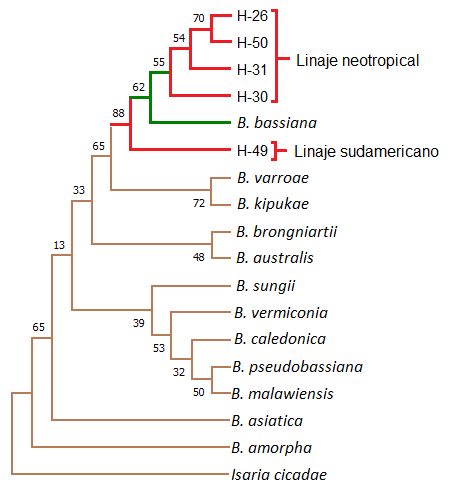 70
H-26
H-50
54
Linaje neotropical
55
H-31
62
H-30
88
B. bassiana
65
H-49
Linaje sudamericano
B. varroae
33
72
B. kipukae
B. brongniartii
13
48
B. australis
B. sungii
39
B. vermiconia
65
53
B. caledonica
32
B. pseudobassiana
50
B. malawiensis
B. asiatica
B. amorpha
Isaria cicadae